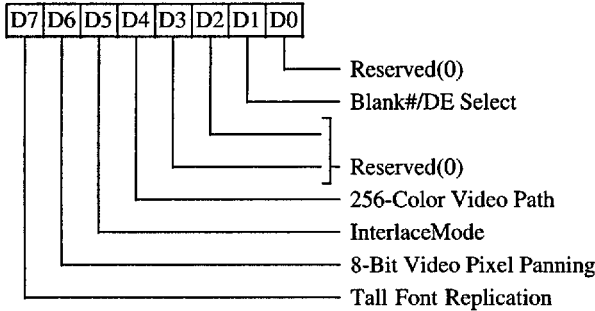 D7 D6 D5 D4 D3 D2 D1 D0
Reserved(0)
Blank#/DE Select
Reserved(0)
256-Color Video Path
InterlaceMode
8-Bit Video Pixel Panning
Tall Font Replication